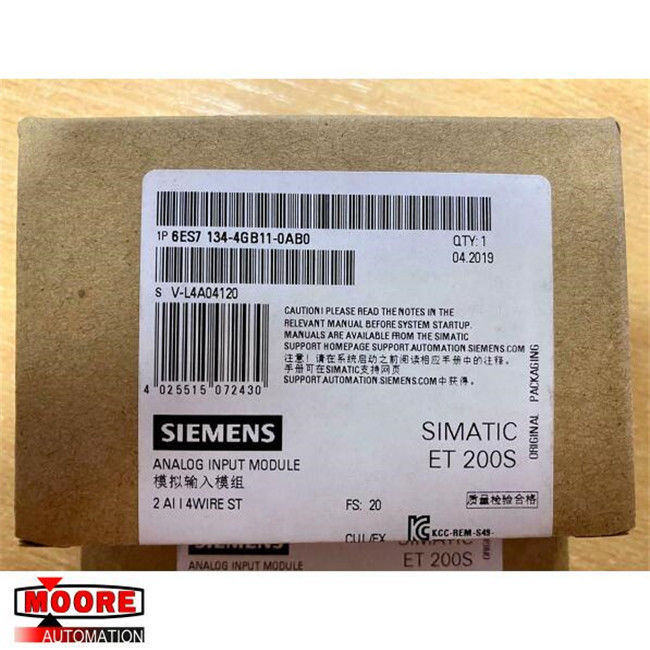 1P 6ES7 134-4GB11-0AB0
QTY: 1
04.2019
S V-L4A04120
CAUTION! PLEASE READ THE NOTES IN THE
RELEVANT MANUAL BEFORE SYSTEM STARTUP.
MANUALS ARE AVAILABLE FROM THE SIMATIC
SUPPORT HOMEPAGE SUPPORT.AUTOMATION.SIEMENS.COM
注意! 请在系统启动之前阅读相应手册中的注释。
手册可在SIMATIC支持网页
SUPPORT.AUTOMATION.SIEMENS.COM中获得。
4 025515 072430
ORIGINAL PACKAGING
SIEMENS
SIMATIC
ET 200S
ANALOG INPUT MODULE
模拟输入模组
2 AI I 4WIRE ST
FS: 20
质量检验合格
KCC-REM-S49-
CUL/EX
SIEMENS
SIMATIC
ANALOG INPUT MODULE
ET 200S
MOORE
AUTOMATION